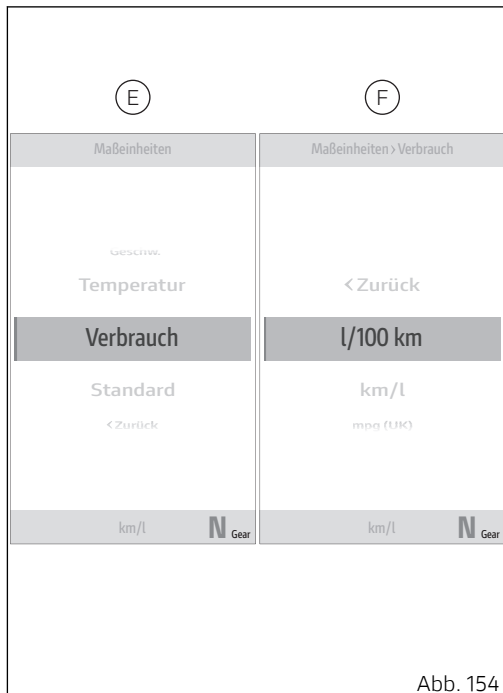 E
F
Maßeinheiten
Geschw.
Temperatur
Verbrauch
Standard
<Zurück
km/l
N Gear
Maßeinheiten › Verbrauch
<Zurück
l/100 km
km/l
mpg (UK)
km/l
N Gear
Abb. 154